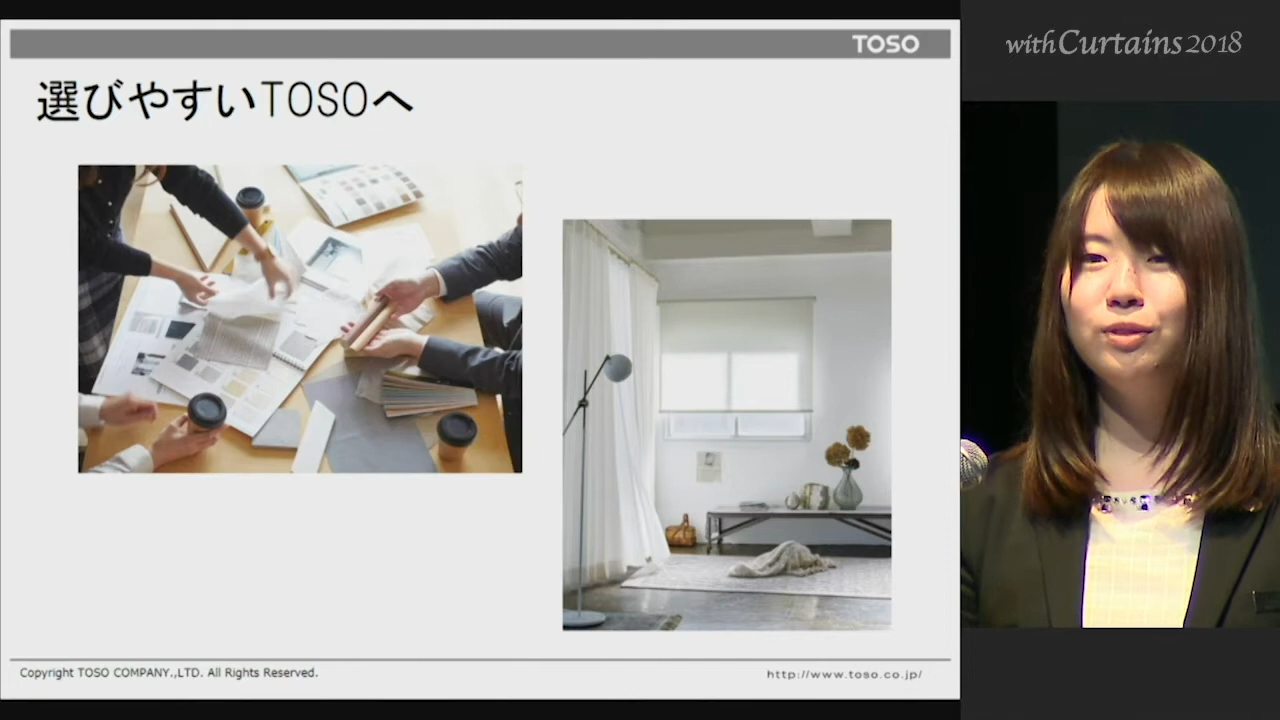 TOSO
withCurtains2018
選びやすいTOSOへ
Copyright TOSO COMPANY.,LTD. All Rights Reserved.
http://www.toso.co.jp/